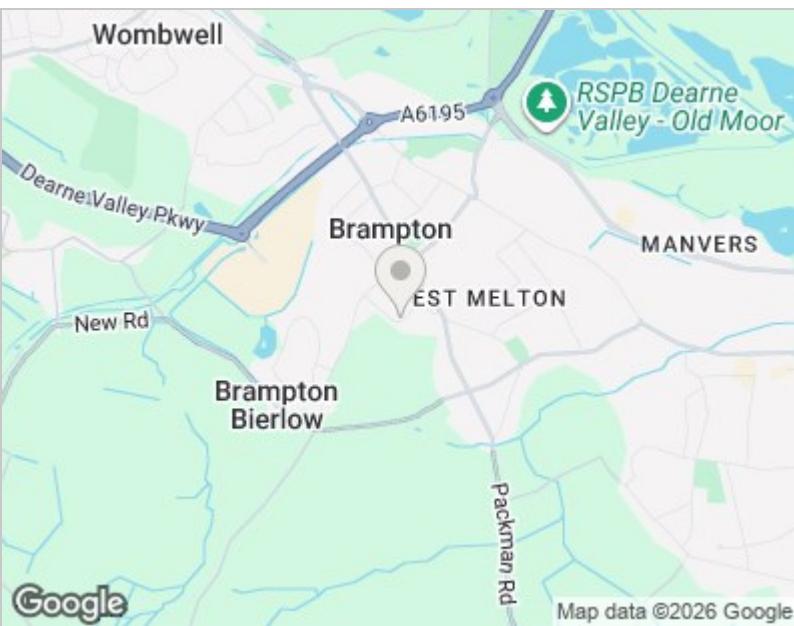 Wombwell
A6195
RSPB Dearne
Valley - Old Moor
Dearne Valley Pkwy
Brampton
MANVERS
EST MELTON
New Rd
Brampton
Bierlow
Packman Rd
Google
Map data ©2026 Google